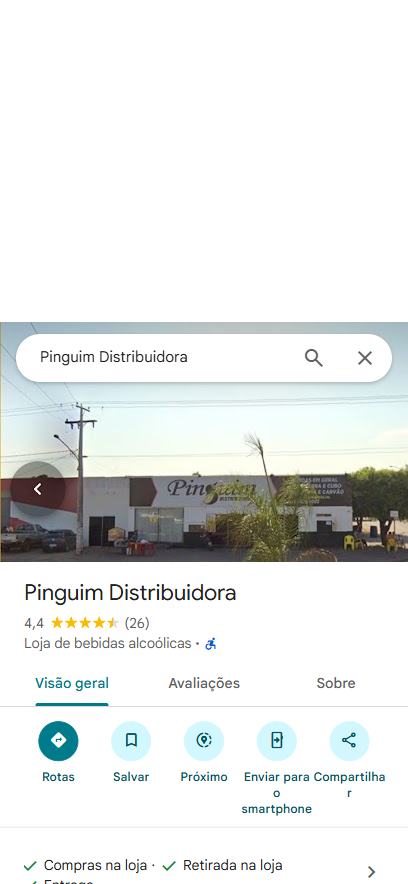 Pinguim Distribuidora
Pinguim
E CARVÃO
Pinguim Distribuidora
4,4 (26)
Loja de bebidas alcoólicas ·
Visão geral Avaliações Sobre
Rotas Salvar Próximo Enviar para o smartphone Compartilhar
Compras na loja · Retirada na loja
Entrega